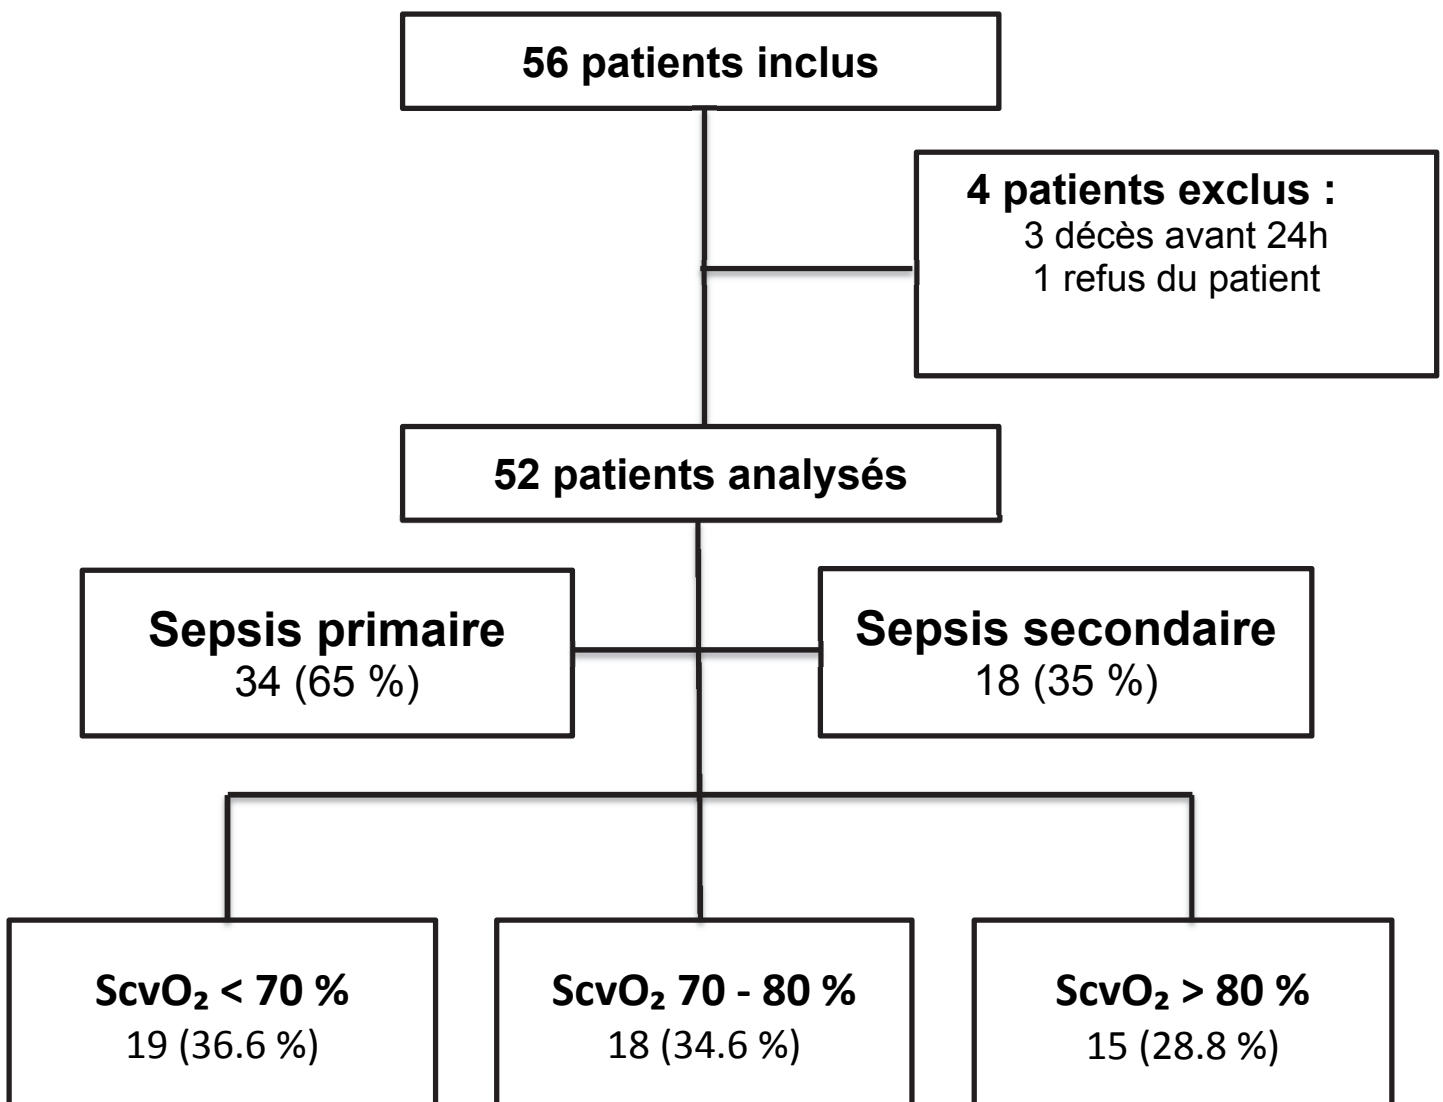 56 patients inclus
4 patients exclus :
3 décès avant 24h
1 refus du patient
52 patients analysés
Sepsis primaire
34 (65 %)
Sepsis secondaire
18 (35 %)
ScvO₂ < 70 %
19 (36.6 %)
ScvO₂ 70 - 80 %
18 (34.6 %)
ScvO₂ > 80 %
15 (28.8 %)